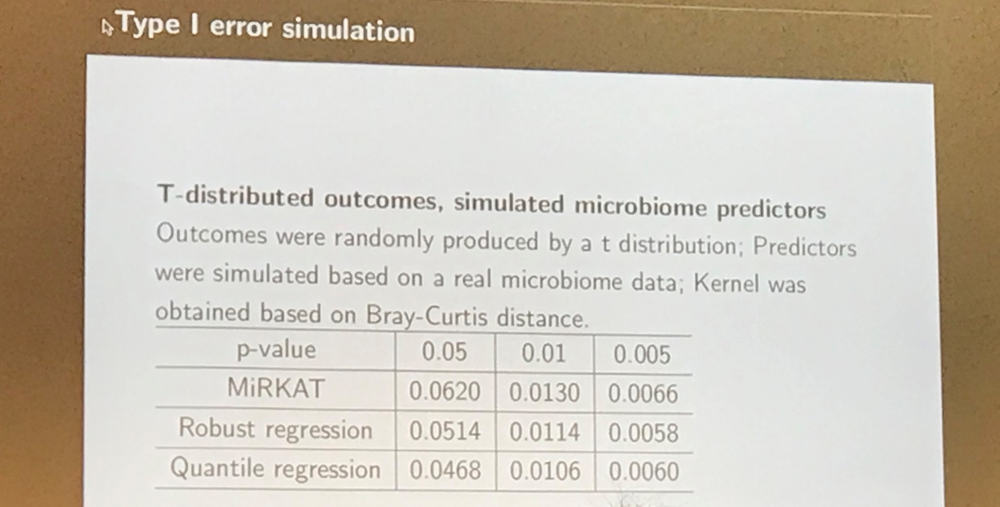 Type I error simulation
T-distributed outcomes, simulated microbiome predictors
Outcomes were randomly produced by a t distribution; Predictors
were simulated based on a real microbiome data; Kernel was
obtained based on Bray-Curtis distance.
p-value 0.05 0.01 0.005
MiRKAT 0.0620 0.0130 0.0066
Robust regression 0.0514 0.0114 0.0058
Quantile regression 0.0468 0.0106 0.0060